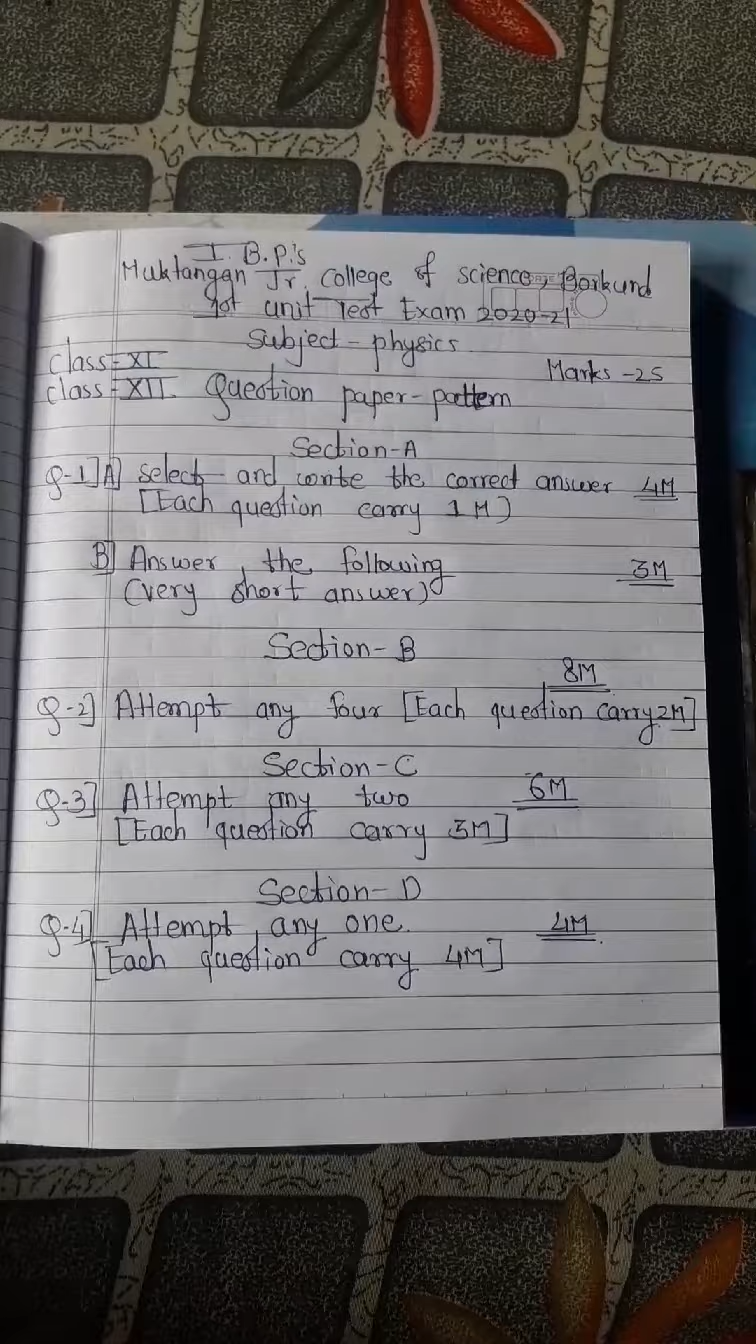 I. B.P.'s
Muktangan Jr. College of science, Borkund
1st unit Test Exam 2020-21
Subject - physics
class = XI
Marks - 25
class = XII Question paper - pattern
Section - A
Q-1] A] select and write the correct answer 4M
[Each question carry 1M]
B] Answer the following 3M
(very short answer)
Section - B
8M
Q-2] Attempt any four [Each question carry 2M]
Section - C
Q-3] Attempt any two 6M
[Each question carry 3M]
Section - D
Q-4] Attempt any one. 4M
[Each question carry 4M]